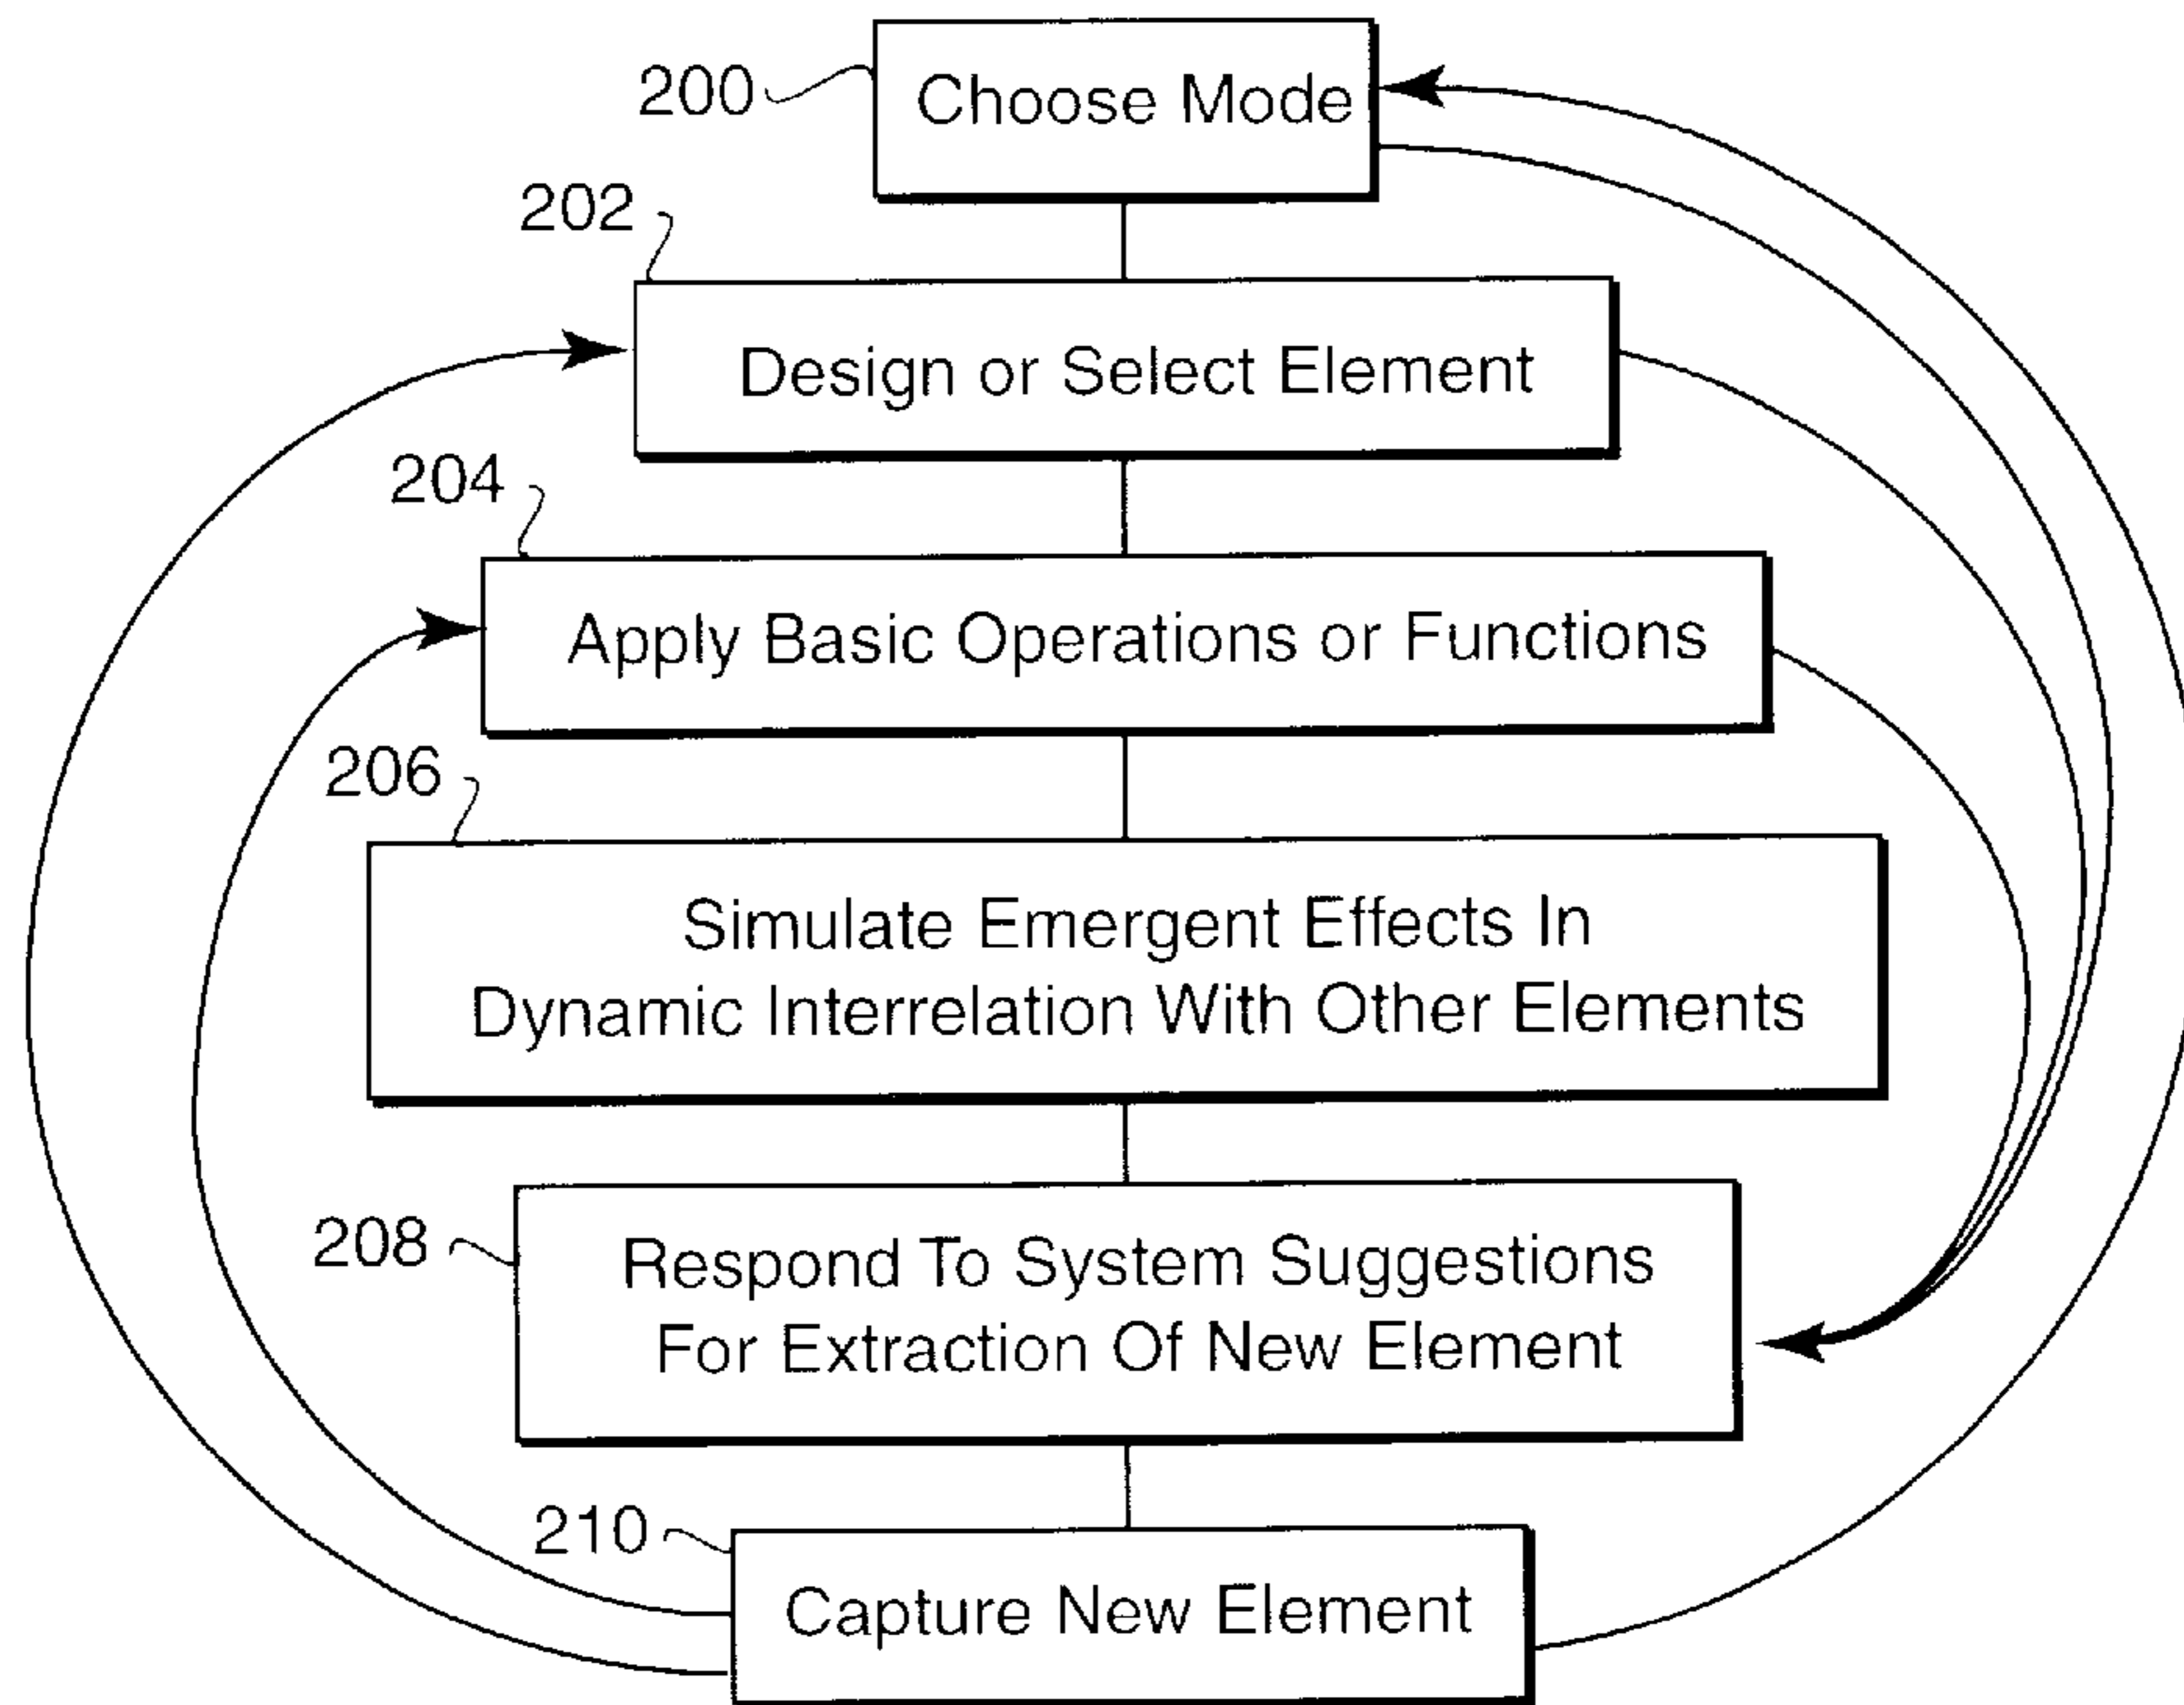 200
Choose Mode
202
Design or Select Element
204
Apply Basic Operations or Functions
206
Simulate Emergent Effects In
Dynamic Interrelation With Other Elements
208
Respond To System Suggestions
For Extraction Of New Element
210
Capture New Element